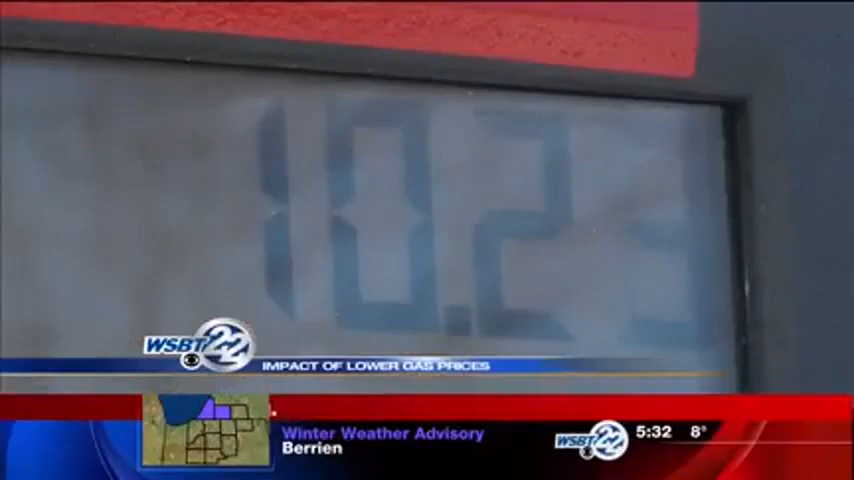 10.2
WSBT 22
IMPACT OF LOWER GAS PRICES
Winter Weather Advisory
Berrien
WSBT 22
5:32 8°